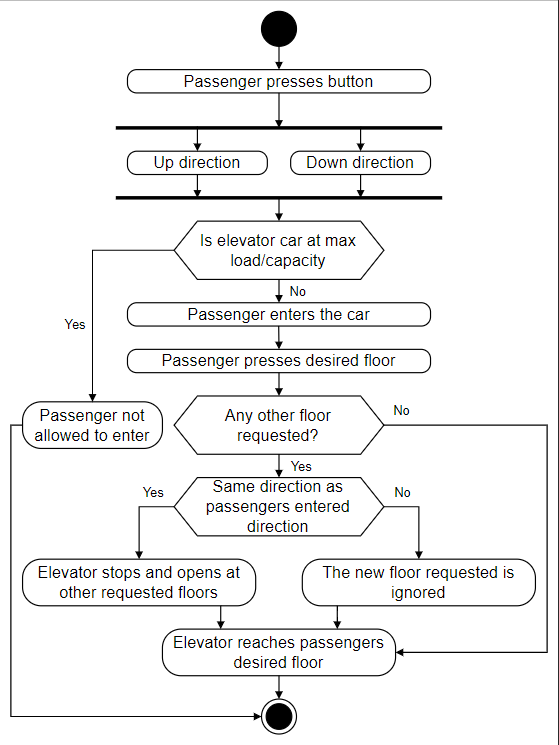 Passenger presses button
Up direction
Down direction
Is elevator car at max
load/capacity
No
Passenger enters the car
Yes
Passenger presses desired floor
Passenger not
allowed to enter
Any other floor
requested?
No
Yes
Same direction as
passengers entered
direction
Yes
No
Elevator stops and opens at
other requested floors
The new floor requested is
ignored
Elevator reaches passengers
desired floor